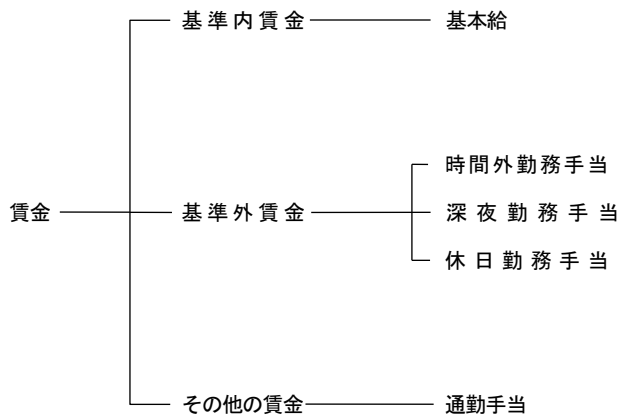 基準内賃金
基本給
時間外勤務手当
賃金
基準外賃金
深夜勤務手当
休日勤務手当
その他の賃金
通勤手当